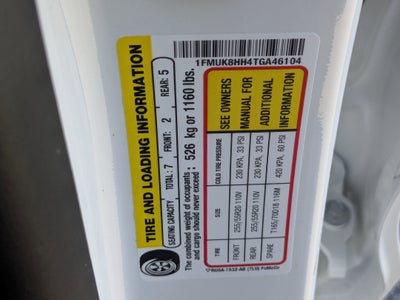 1FMUK8HH4TGA46104
TIRE AND LOADING INFORMATION
SEATING CAPACITY TOTAL: 7 FRONT: 2 REAR: 5
The combined weight of occupants
and cargo should never exceed : 526 kg or 1160 lbs.
TIRE SIZE COLD TIRE PRESSURE
FRONT 255/55R20 110V 230 KPA, 33 PSI
REAR 255/55R20 110V 230 KPA, 33 PSI
SPARE T165/70D18 116M 420 KPA, 60 PSI
SEE OWNERS
MANUAL FOR
ADDITIONAL
INFORMATION